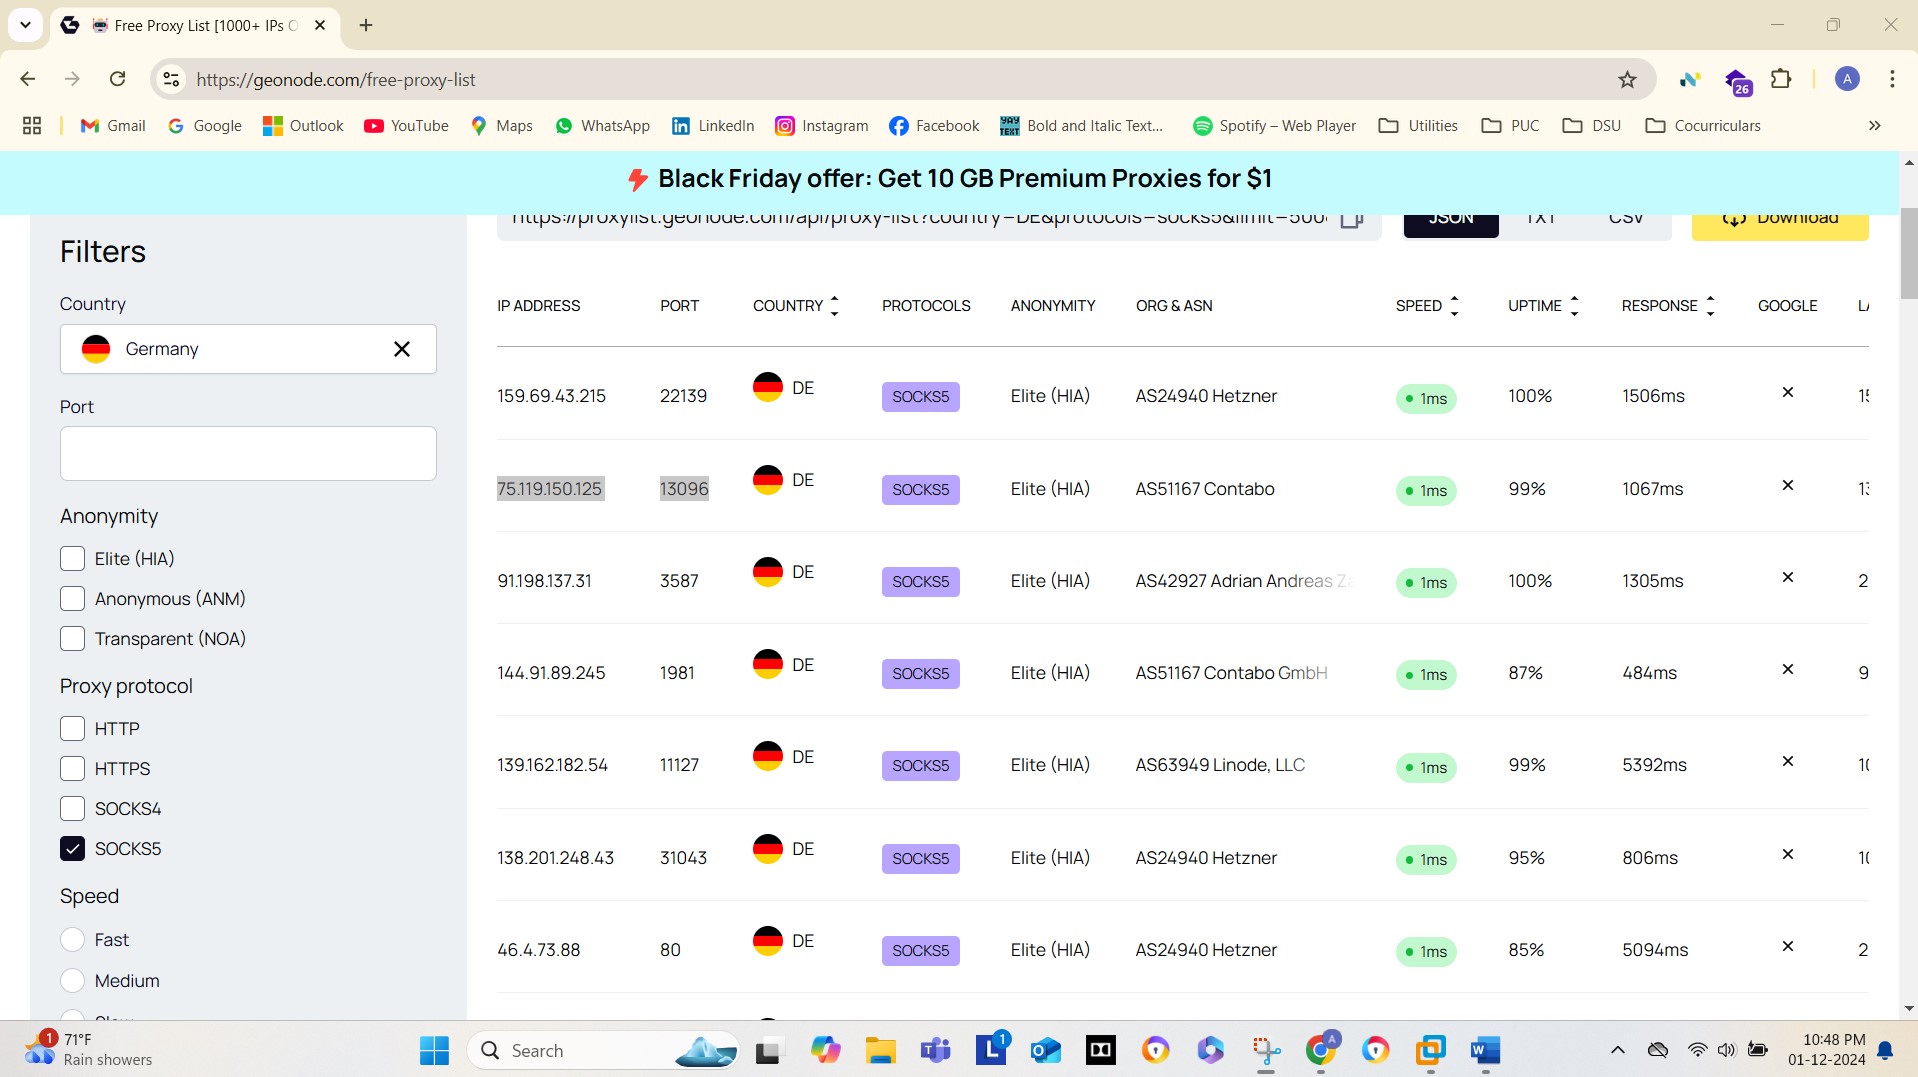 Free Proxy List [1000+ IPs O
https://geonode.com/free-proxy-list
26
A
Gmail
Google
Outlook
YouTube
Maps
WhatsApp
LinkedIn
Instagram
Facebook
YAY TEXT
Bold and Italic Text...
Spotify – Web Player
Utilities
PUC
DSU
Cocurriculars
Black Friday offer: Get 10 GB Premium Proxies for $1
https://proxylist.geonode.com/api/proxy-list?country=DE&protocols=socks5&limit=500
JSON TXT CSV
Download
Filters
Country
Germany
Port
Anonymity
Elite (HIA)
Anonymous (ANM)
Transparent (NOA)
Proxy protocol
HTTP
HTTPS
SOCKS4
SOCKS5
Speed
Fast
Medium
IP ADDRESS PORT COUNTRY PROTOCOLS ANONYMITY ORG & ASN SPEED UPTIME RESPONSE GOOGLE
159.69.43.215 22139 DE SOCKS5 Elite (HIA) AS24940 Hetzner 1ms 100% 1506ms
75.119.150.125 13096 DE SOCKS5 Elite (HIA) AS51167 Contabo 1ms 99% 1067ms
91.198.137.31 3587 DE SOCKS5 Elite (HIA) AS42927 Adrian Andreas Za 1ms 100% 1305ms
144.91.89.245 1981 DE SOCKS5 Elite (HIA) AS51167 Contabo GmbH 1ms 87% 484ms
139.162.182.54 11127 DE SOCKS5 Elite (HIA) AS63949 Linode, LLC 1ms 99% 5392ms
138.201.248.43 31043 DE SOCKS5 Elite (HIA) AS24940 Hetzner 1ms 95% 806ms
46.4.73.88 80 DE SOCKS5 Elite (HIA) AS24940 Hetzner 1ms 85% 5094ms
1
71°F
Rain showers
Search
1
A
10:48 PM
01-12-2024